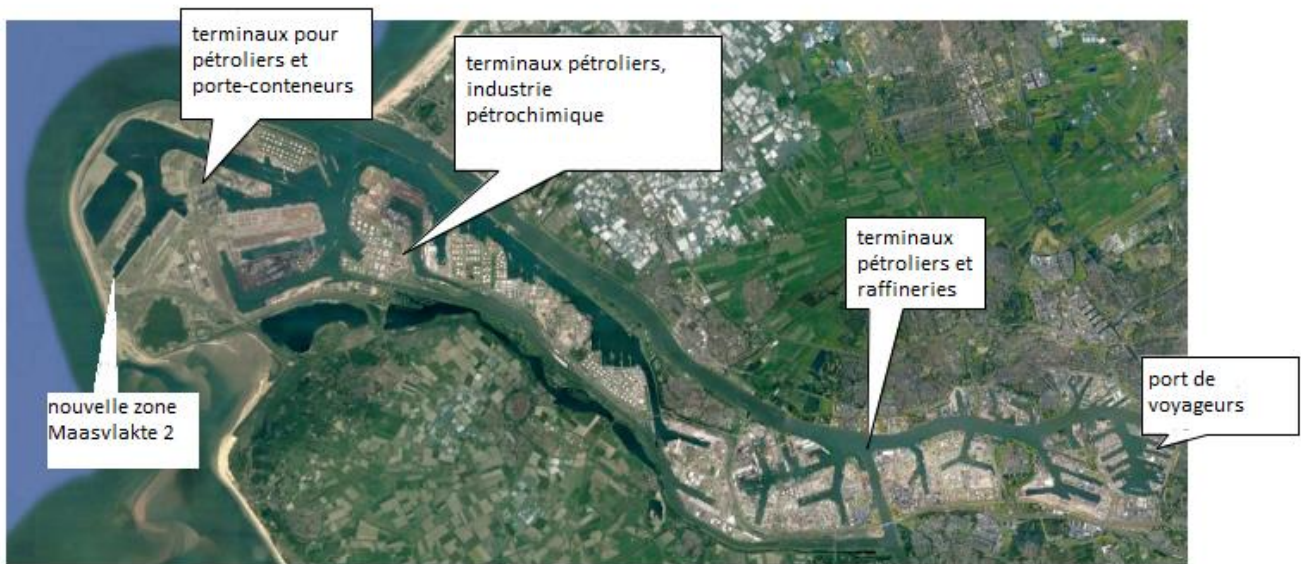 terminaux pour
pétroliers et
porte-conteneurs
terminaux pétroliers,
industrie
pétrochimique
terminaux
pétroliers et
raffineries
port de
voyageurs
nouvelle zone
Maasvlakte 2